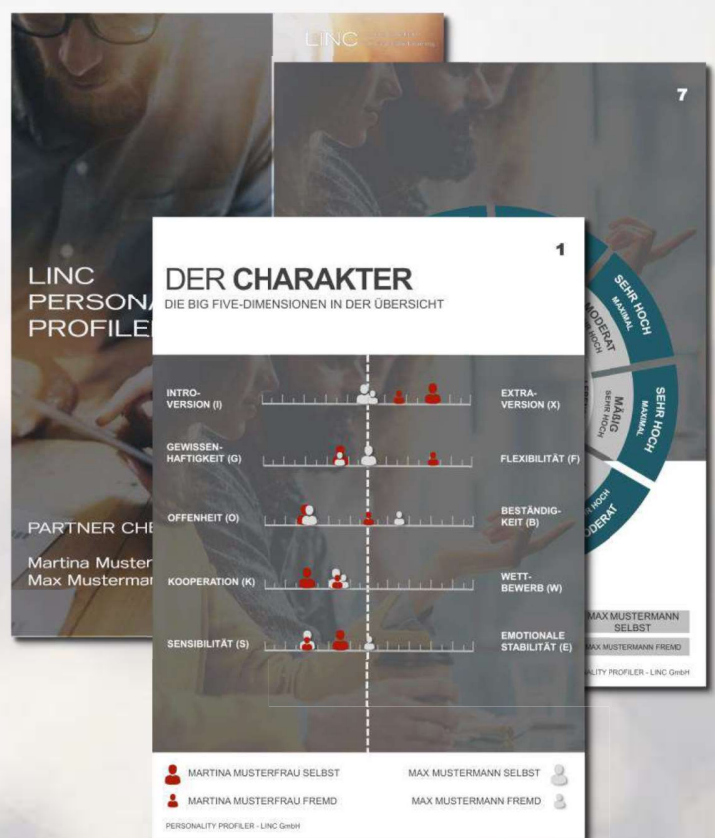 LINC
LINC
PERSONA
PROFILE
PARTNER CHE
Martina Muster
Max Musterma
7
SEHR HOCH
MAXIMAL
MODERAT
HOCH
SEHR HOCH
MAXIMAL
MÄßIG
SEHR HOCH
HOCH
MODERAT
MAX MUSTERMANN
SELBST
MAX MUSTERMANN FREMD
ALITY PROFILER - LINC GmbH
1
DER CHARAKTER
DIE BIG FIVE-DIMENSIONEN IN DER ÜBERSICHT
INTRO-
VERSION (I)
EXTRA-
VERSION (X)
GEWISSEN-
HAFTIGKEIT (G)
FLEXIBILITÄT (F)
OFFENHEIT (O)
BESTÄNDIG-
KEIT (B)
KOOPERATION (K)
WETT-
BEWERB (W)
SENSIBILITÄT (S)
EMOTIONALE
STABILITÄT (E)
MARTINA MUSTERFRAU SELBST
MAX MUSTERMANN SELBST
MARTINA MUSTERFRAU FREMD
MAX MUSTERMANN FREMD
PERSONALITY PROFILER - LINC GmbH